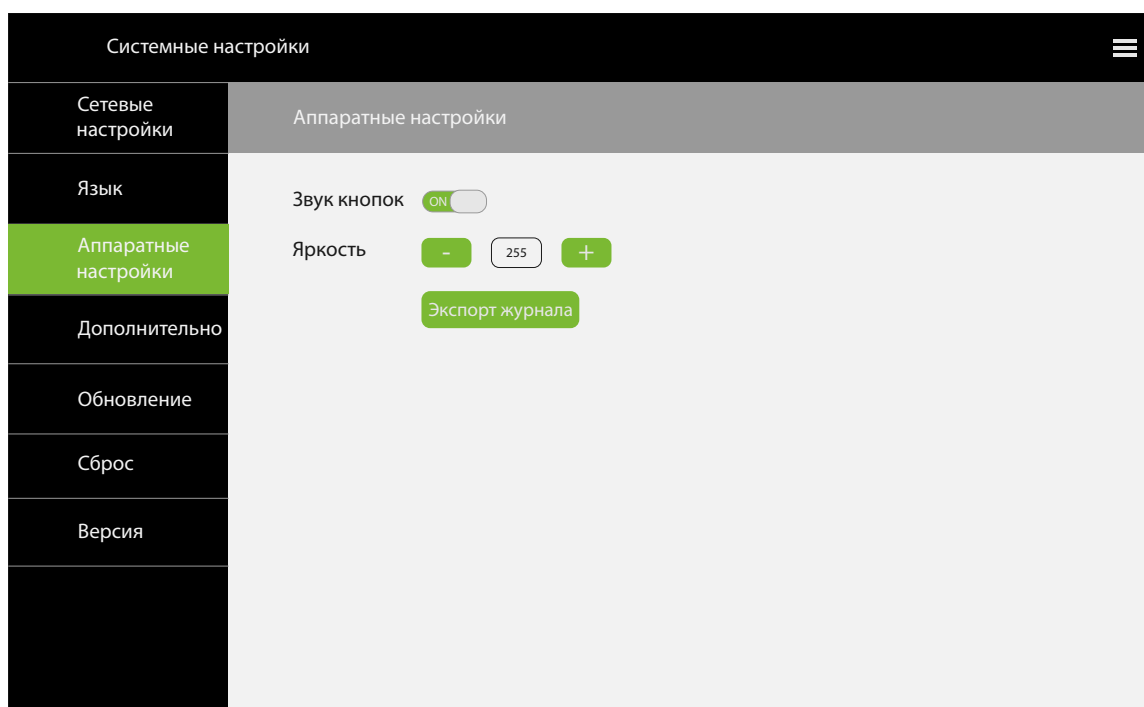 Системные настройки
Сетевые
настройки
Аппаратные настройки
Язык
Звук кнопок ON
Аппаратные
настройки
Яркость - 255 +
Экспорт журнала
Дополнительно
Обновление
Сброс
Версия